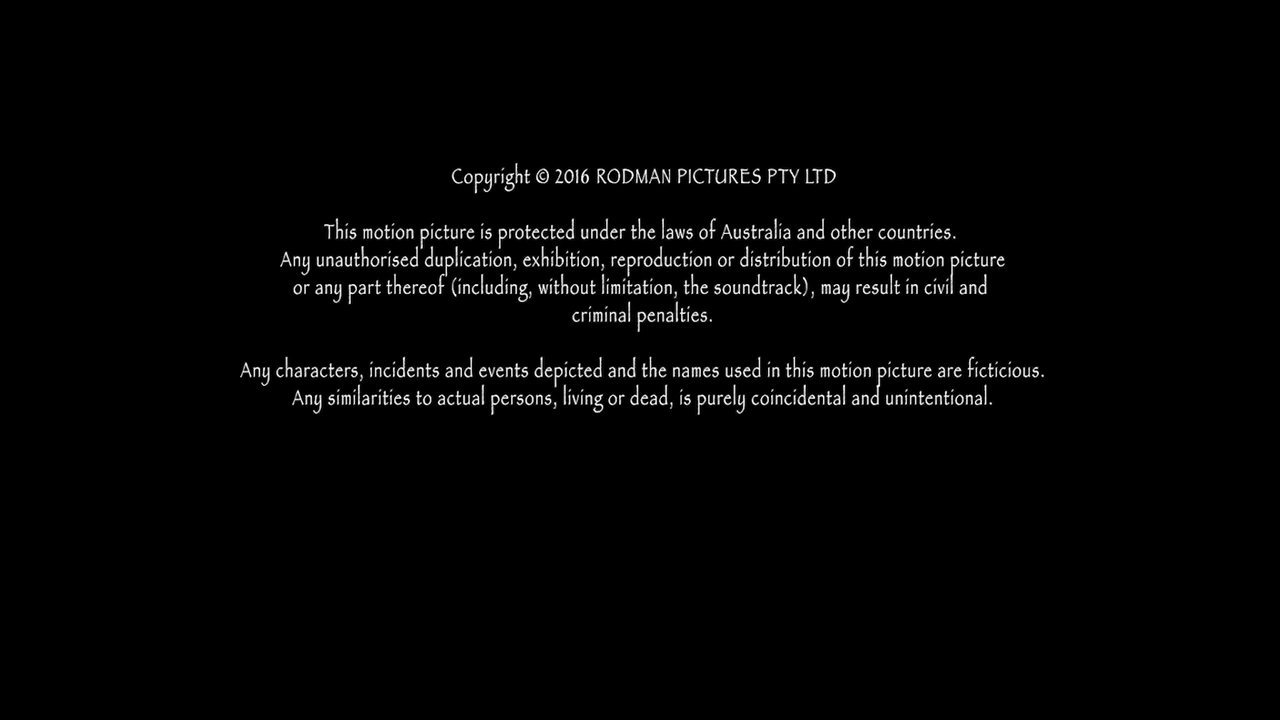 Copyright © 2016 RODMAN PICTURES PTY LTD
This motion picture is protected under the laws of Australia and other countries.
Any unauthorised duplication, exhibition, reproduction or distribution of this motion picture
or any part thereof (including, without limitation, the soundtrack), may result in civil and
criminal penalties.
Any characters, incidents and events depicted and the names used in this motion picture are ficticious.
Any similarities to actual persons, living or dead, is purely coincidental and unintentional.